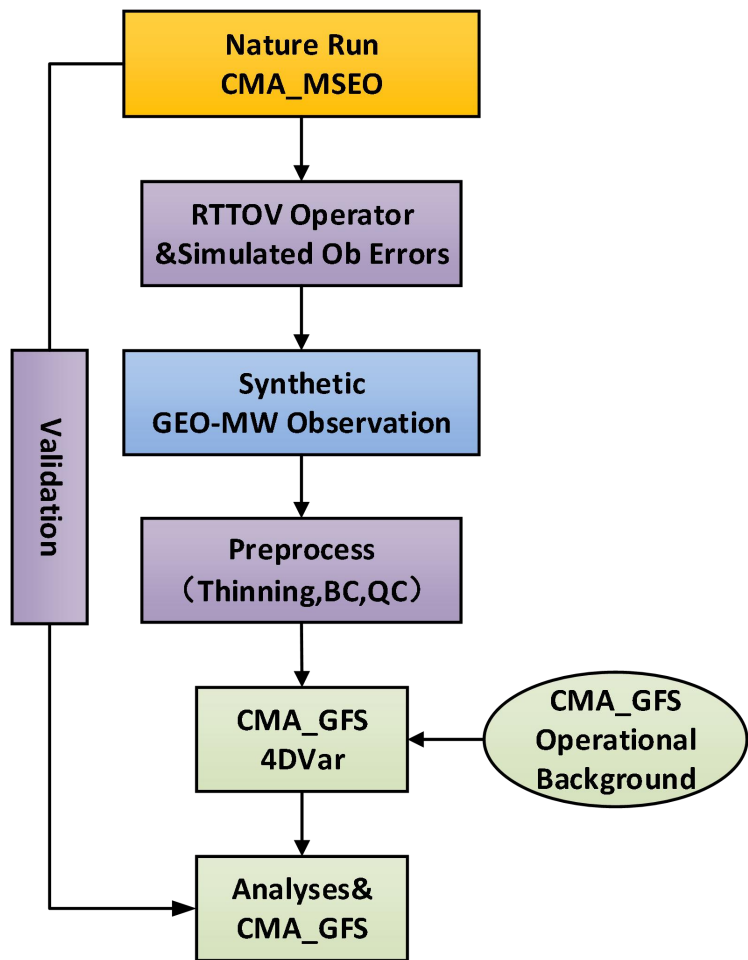 Nature Run
CMA_MSEO
RTTOV Operator
&Simulated Ob Errors
Synthetic
GEO-MW Observation
Validation
Preprocess
（Thinning,BC,QC）
CMA_GFS
4DVar
CMA_GFS
Operational
Background
Analyses&
CMA_GFS